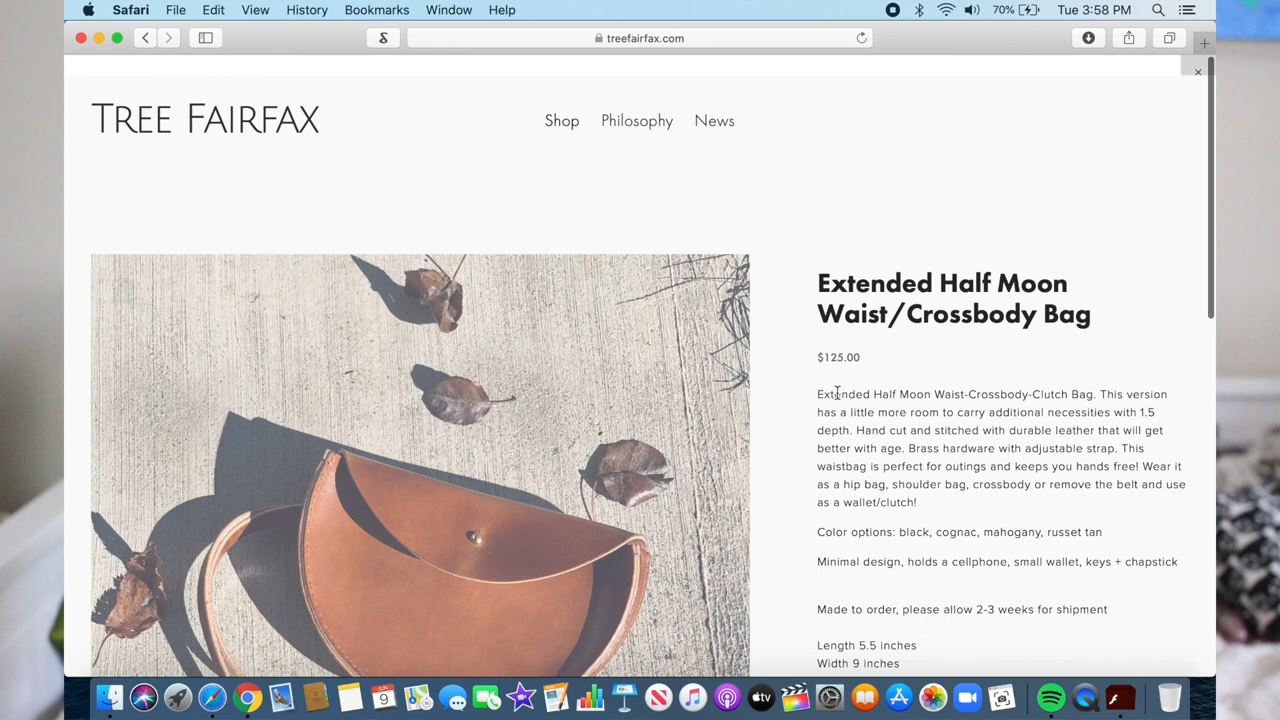 Safari File Edit View History Bookmarks Window Help 70% Tue 3:58 PM
treefairfax.com
TREE FAIRFAX
Shop Philosophy News
Extended Half Moon
Waist/Crossbody Bag
$125.00
Extended Half Moon Waist-Crossbody-Clutch Bag. This version
has a little more room to carry additional necessities with 1.5
depth. Hand cut and stitched with durable leather that will get
better with age. Brass hardware with adjustable strap. This
waistbag is perfect for outings and keeps you hands free! Wear it
as a hip bag, shoulder bag, crossbody or remove the belt and use
as a wallet/clutch!
Color options: black, cognac, mahogany, russet tan
Minimal design, holds a cellphone, small wallet, keys + chapstick
Made to order, please allow 2-3 weeks for shipment
Length 5.5 inches
Width 9 inches
JUN
9
tv